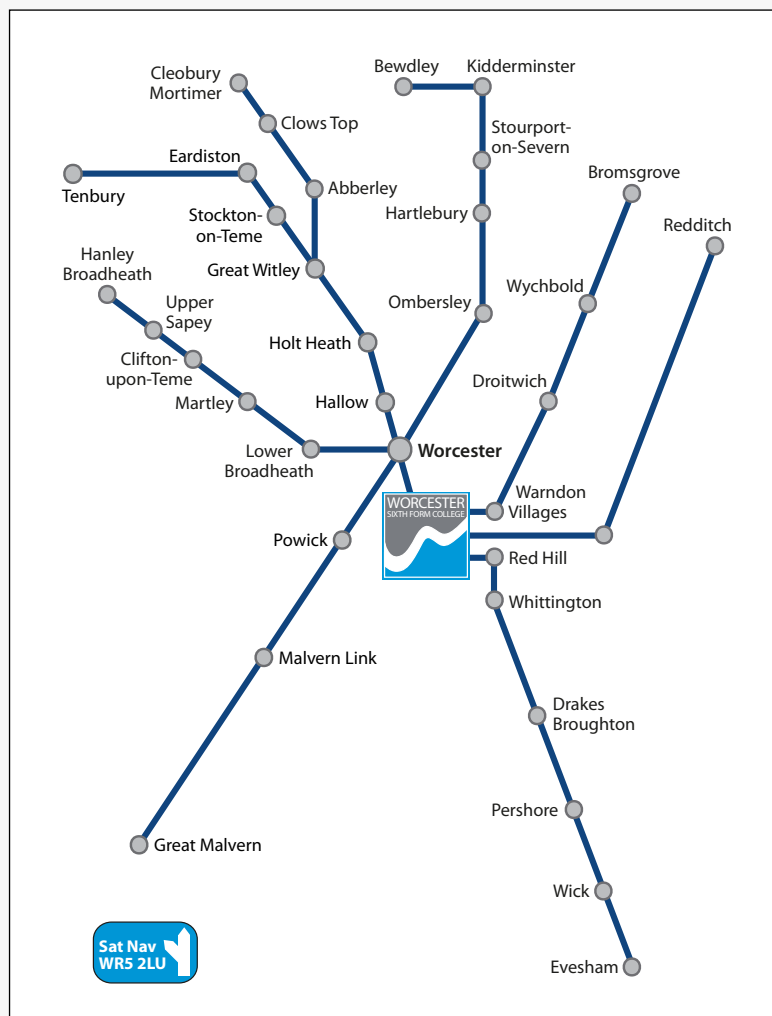 Cleobury
Mortimer
Bewdley
Kidderminster
Clows Top
Stourport-
on-Severn
Eardiston
Bromsgrove
Tenbury
Abberley
Stockton-
on-Teme
Hartlebury
Redditch
Hanley
Broadheath
Great Witley
Wychbold
Upper
Sapey
Ombersley
Holt Heath
Clifton-
upon-Teme
Droitwich
Martley
Hallow
Lower
Broadheath
Worcester
WORCESTER
SIXTH FORM COLLEGE
Warndon
Villages
Powick
Red Hill
Whittington
Malvern Link
Drakes
Broughton
Pershore
Great Malvern
Wick
Sat Nav
WR5 2LU
Evesham